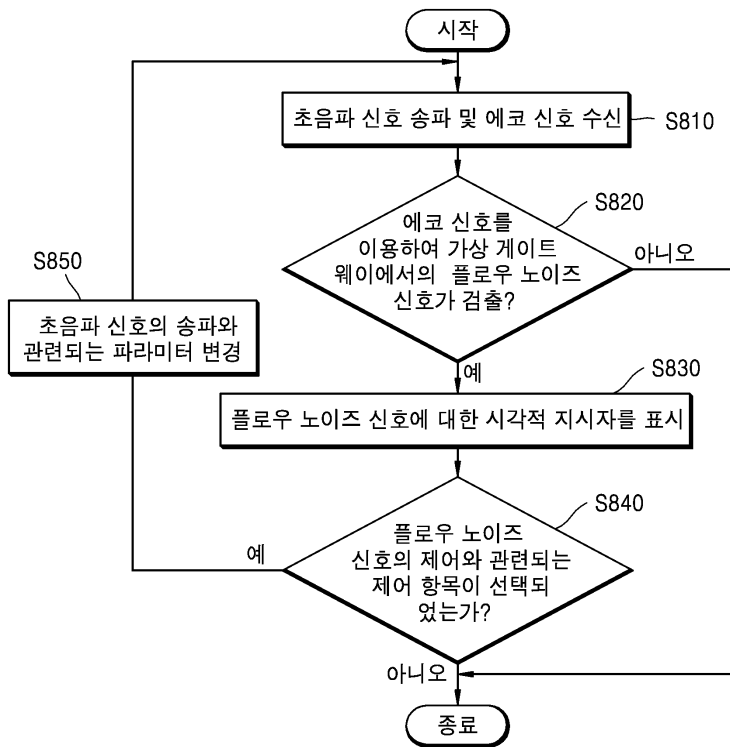 시작
초음파 신호 송파 및 에코 신호 수신
S810
에코 신호를
이용하여 가상 게이트
웨이에서의 플로우 노이즈
신호가 검출?
S820
아니오
예
S850
초음파 신호의 송파와
관련되는 파라미터 변경
S830
플로우 노이즈 신호에 대한 시각적 지시자를 표시
S840
플로우 노이즈
신호의 제어와 관련되는
제어 항목이 선택되
었는가?
예
아니오
종료